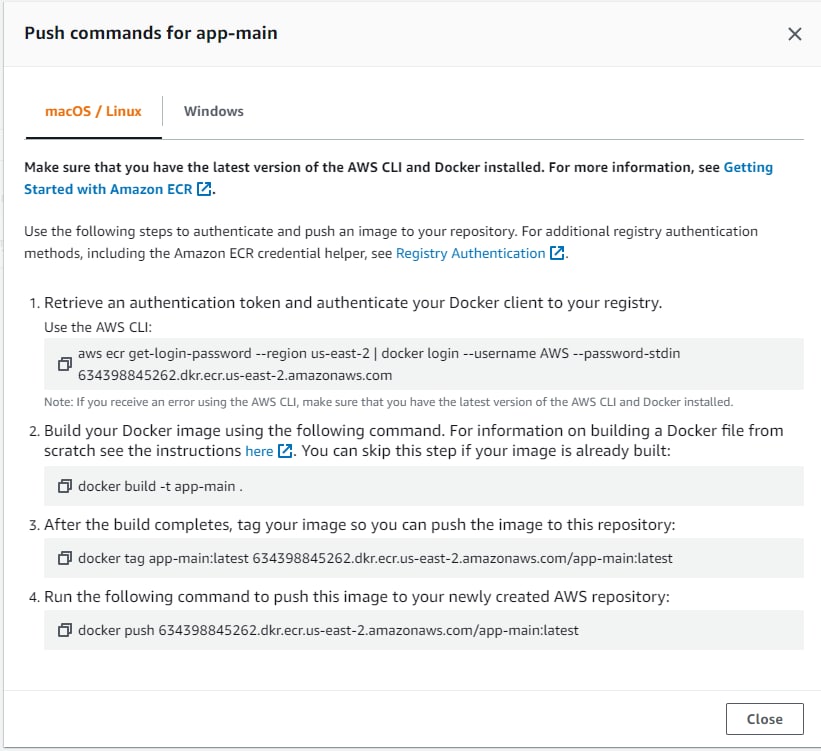 Push commands for app-main
macOS / Linux
Windows
Make sure that you have the latest version of the AWS CLI and Docker installed. For more information, see Getting
Started with Amazon ECR.
Use the following steps to authenticate and push an image to your repository. For additional registry authentication
methods, including the Amazon ECR credential helper, see Registry Authentication.
1. Retrieve an authentication token and authenticate your Docker client to your registry.
Use the AWS CLI:
aws ecr get-login-password --region us-east-2 | docker login --username AWS --password-stdin
634398845262.dkr.ecr.us-east-2.amazonaws.com
Note: If you receive an error using the AWS CLI, make sure that you have the latest version of the AWS CLI and Docker installed.
2. Build your Docker image using the following command. For information on building a Docker file from
scratch see the instructions here. You can skip this step if your image is already built:
docker build -t app-main .
3. After the build completes, tag your image so you can push the image to this repository:
docker tag app-main:latest 634398845262.dkr.ecr.us-east-2.amazonaws.com/app-main:latest
4. Run the following command to push this image to your newly created AWS repository:
docker push 634398845262.dkr.ecr.us-east-2.amazonaws.com/app-main:latest
Close